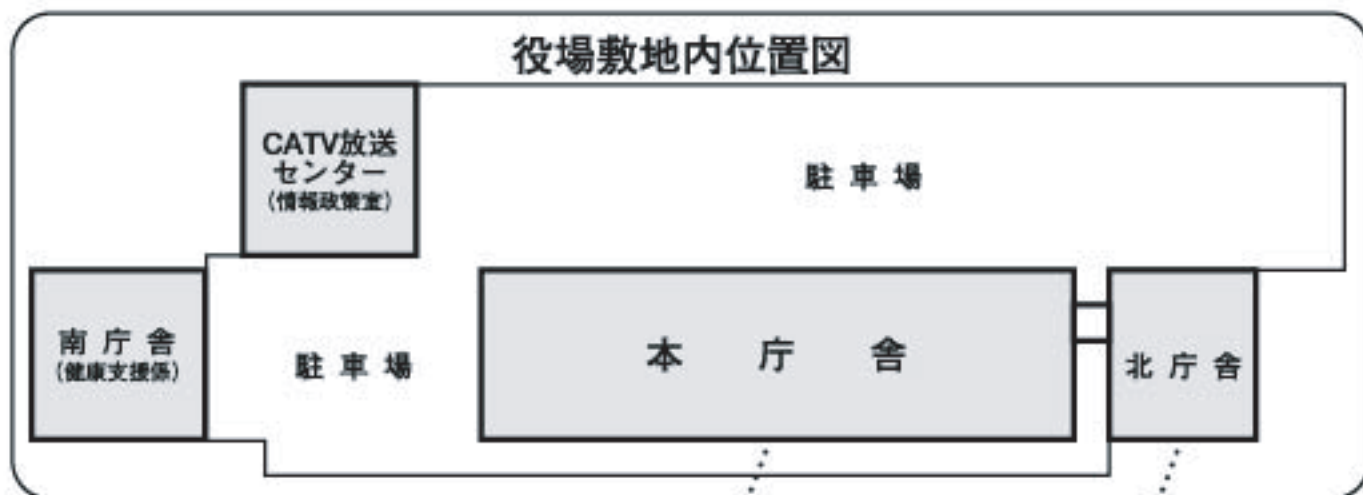 役場敷地内位置図
CATV放送
センター
(情報政策室)
駐車場
南庁舎
(健康支援係)
駐車場
本庁舎
北庁舎